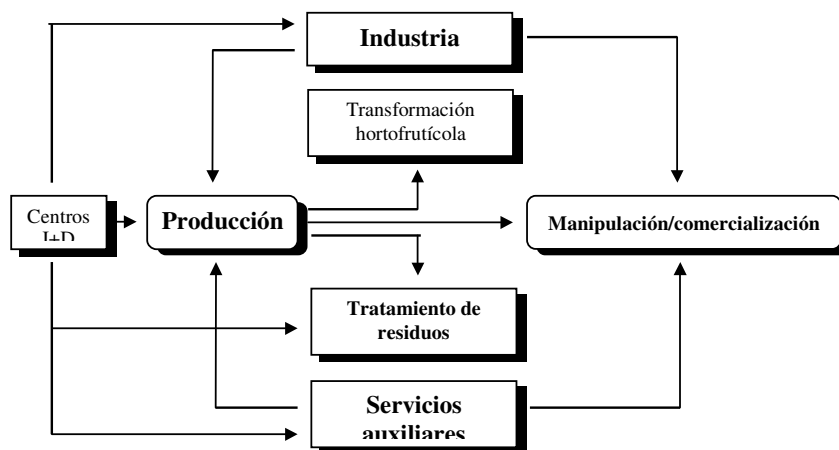 Industria
Transformación
hortofrutícola
Centros
I+D
Producción
Manipulación/comercialización
Tratamiento de
residuos
Servicios
auxiliares